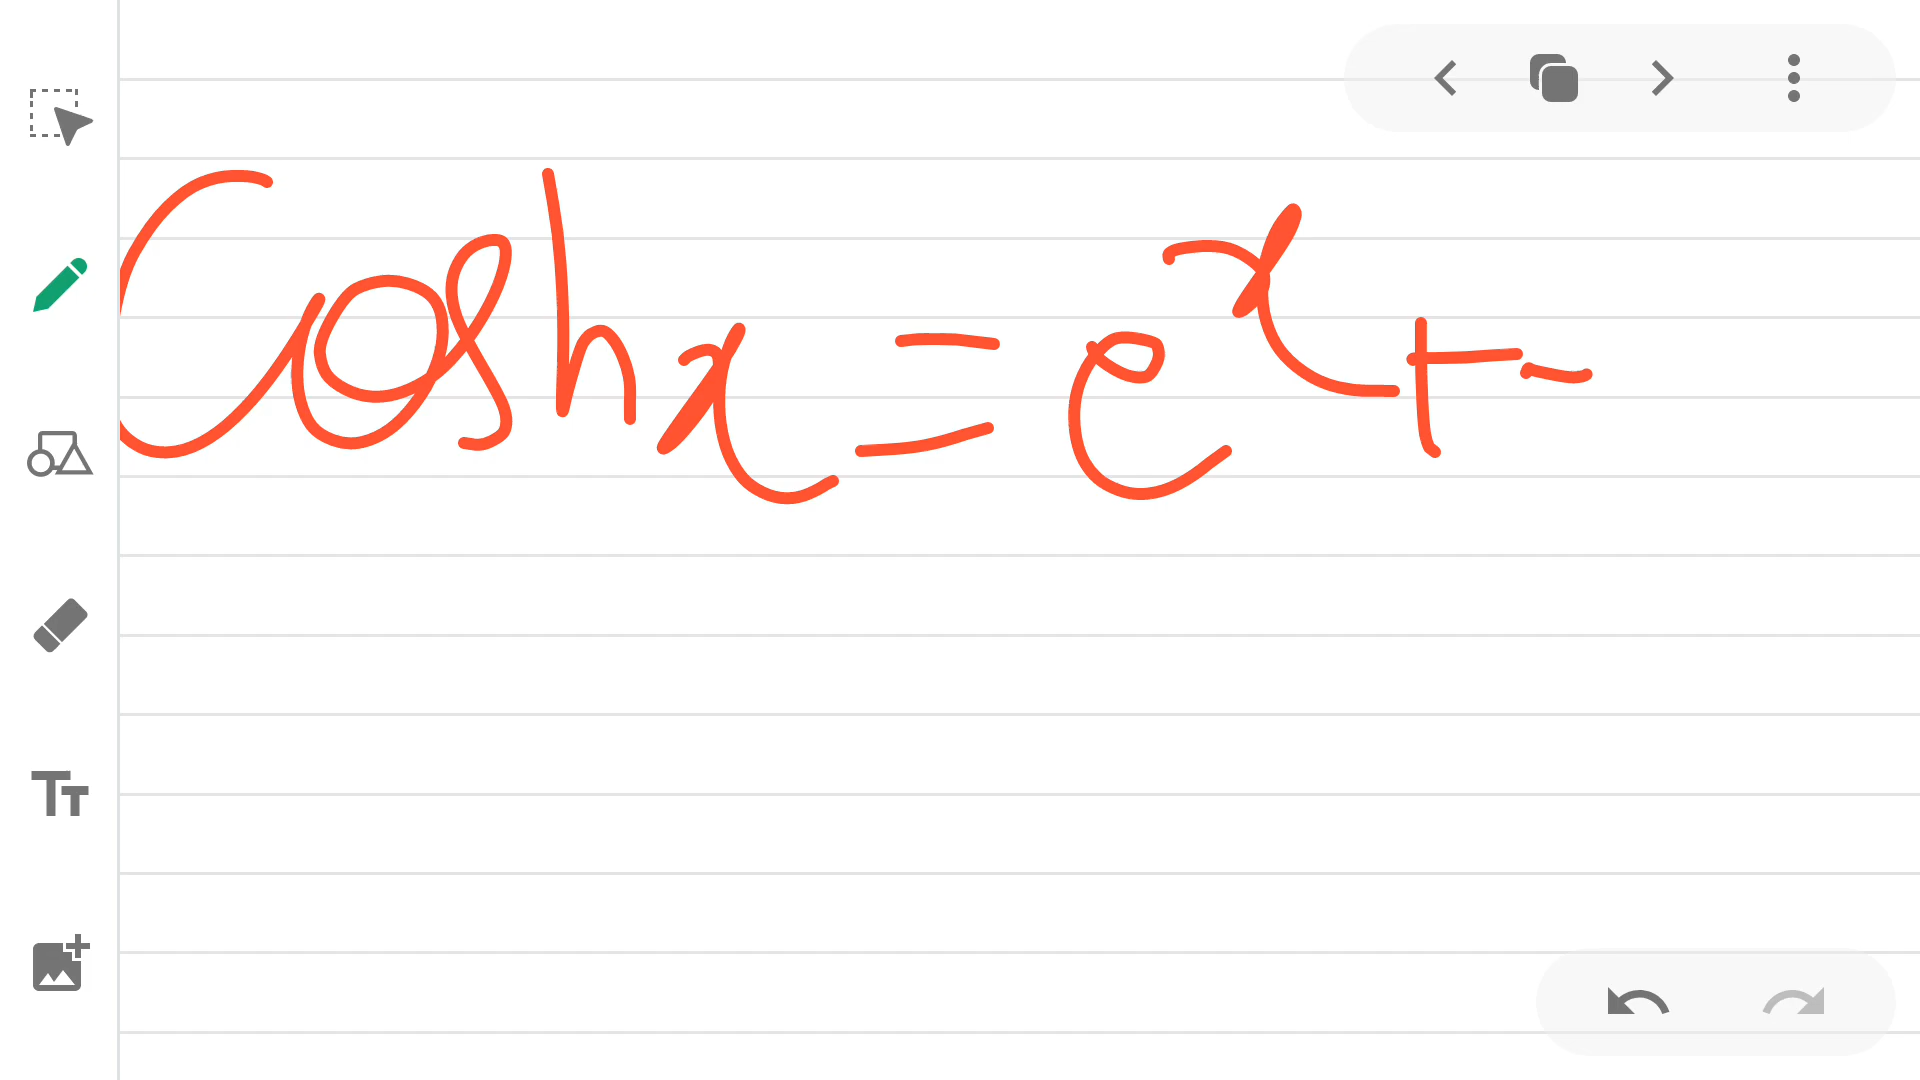 Coshx = e^x + -